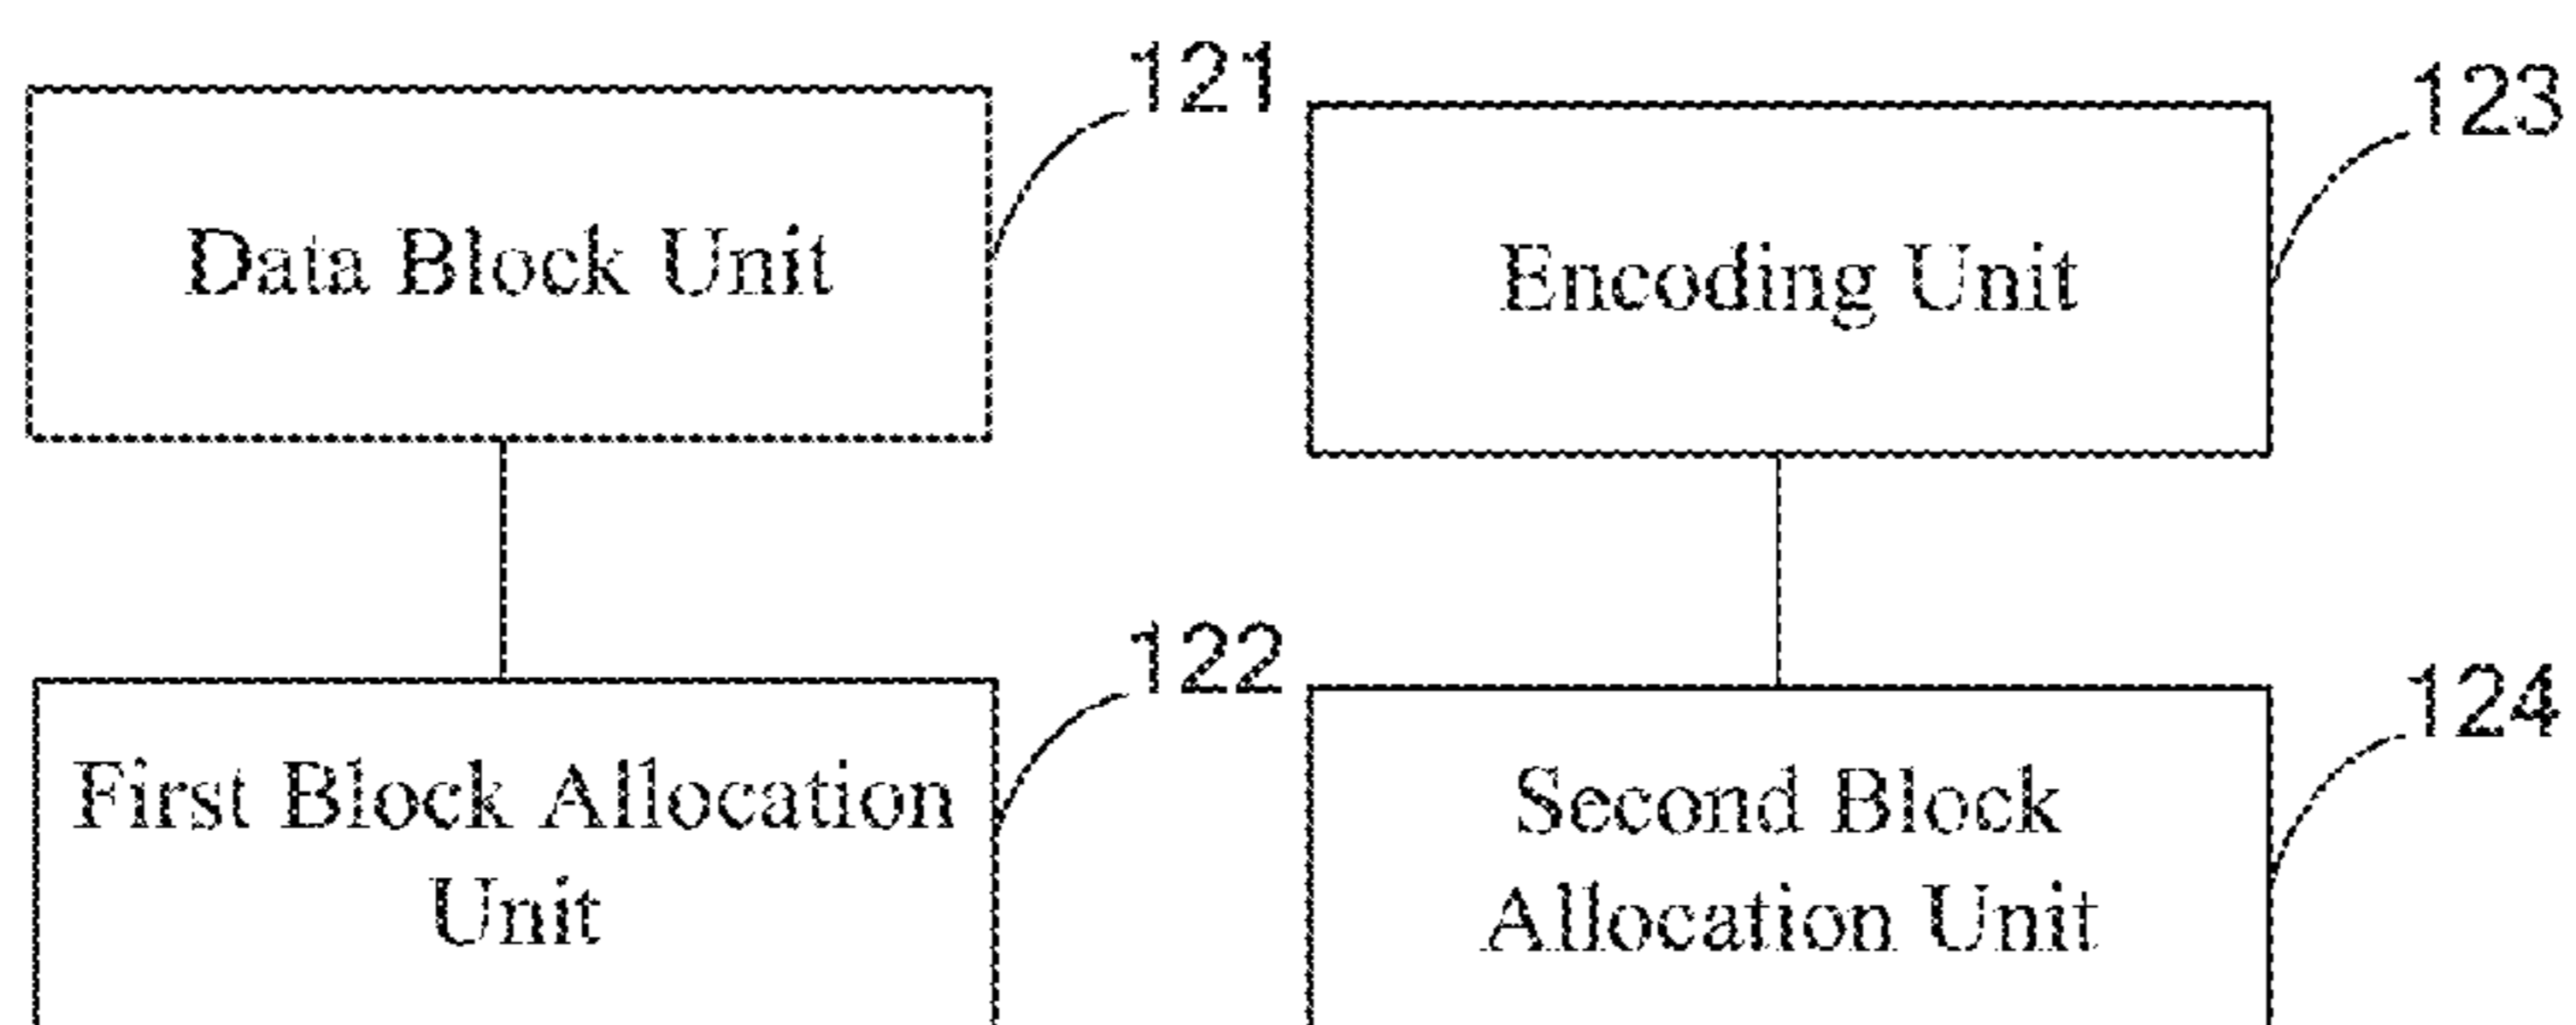 121
Data Block Unit
123
Encoding Unit
122
First Block Allocation
Unit
124
Second Block
Allocation Unit